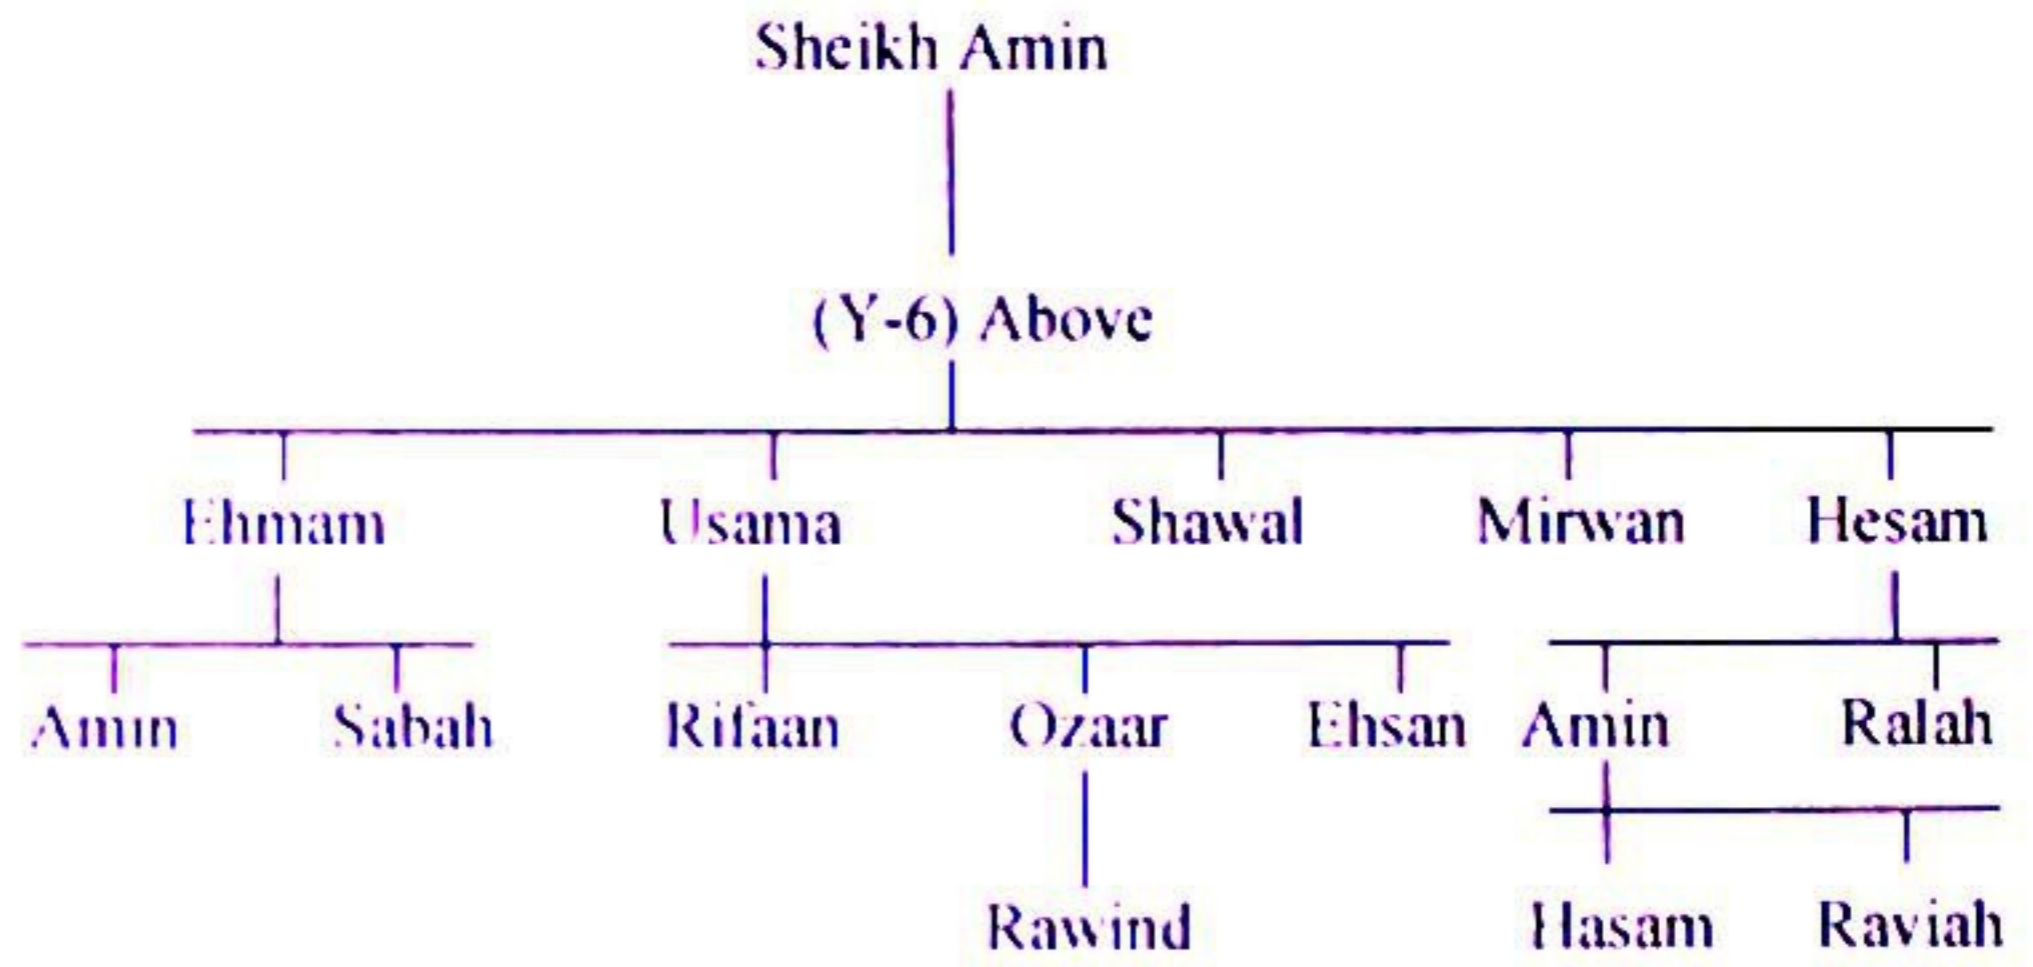 Sheikh Amin
(Y-6) Above
Ehmam Usama Shawal Mirwan Hesam
Amin Sabah Rifaan Ozaar Ehsan Amin Ralah
Rawind Hasam Raviah